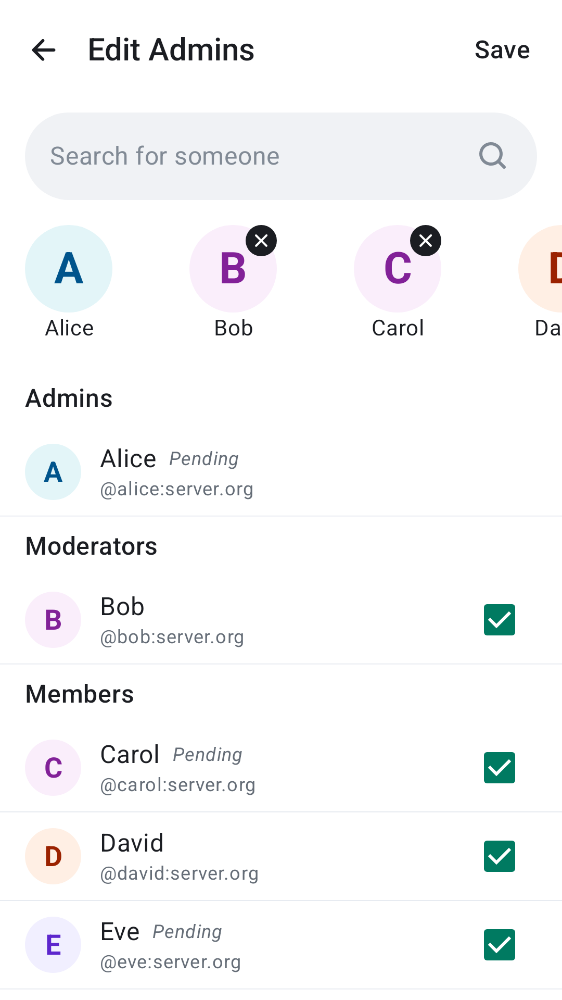 Edit Admins
Save
Search for someone
A
B
C
D
Alice
Bob
Carol
Da
Admins
A
Alice Pending
@alice:server.org
Moderators
B
Bob
@bob:server.org
Members
C
Carol Pending
@carol:server.org
D
David
@david:server.org
E
Eve Pending
@eve:server.org